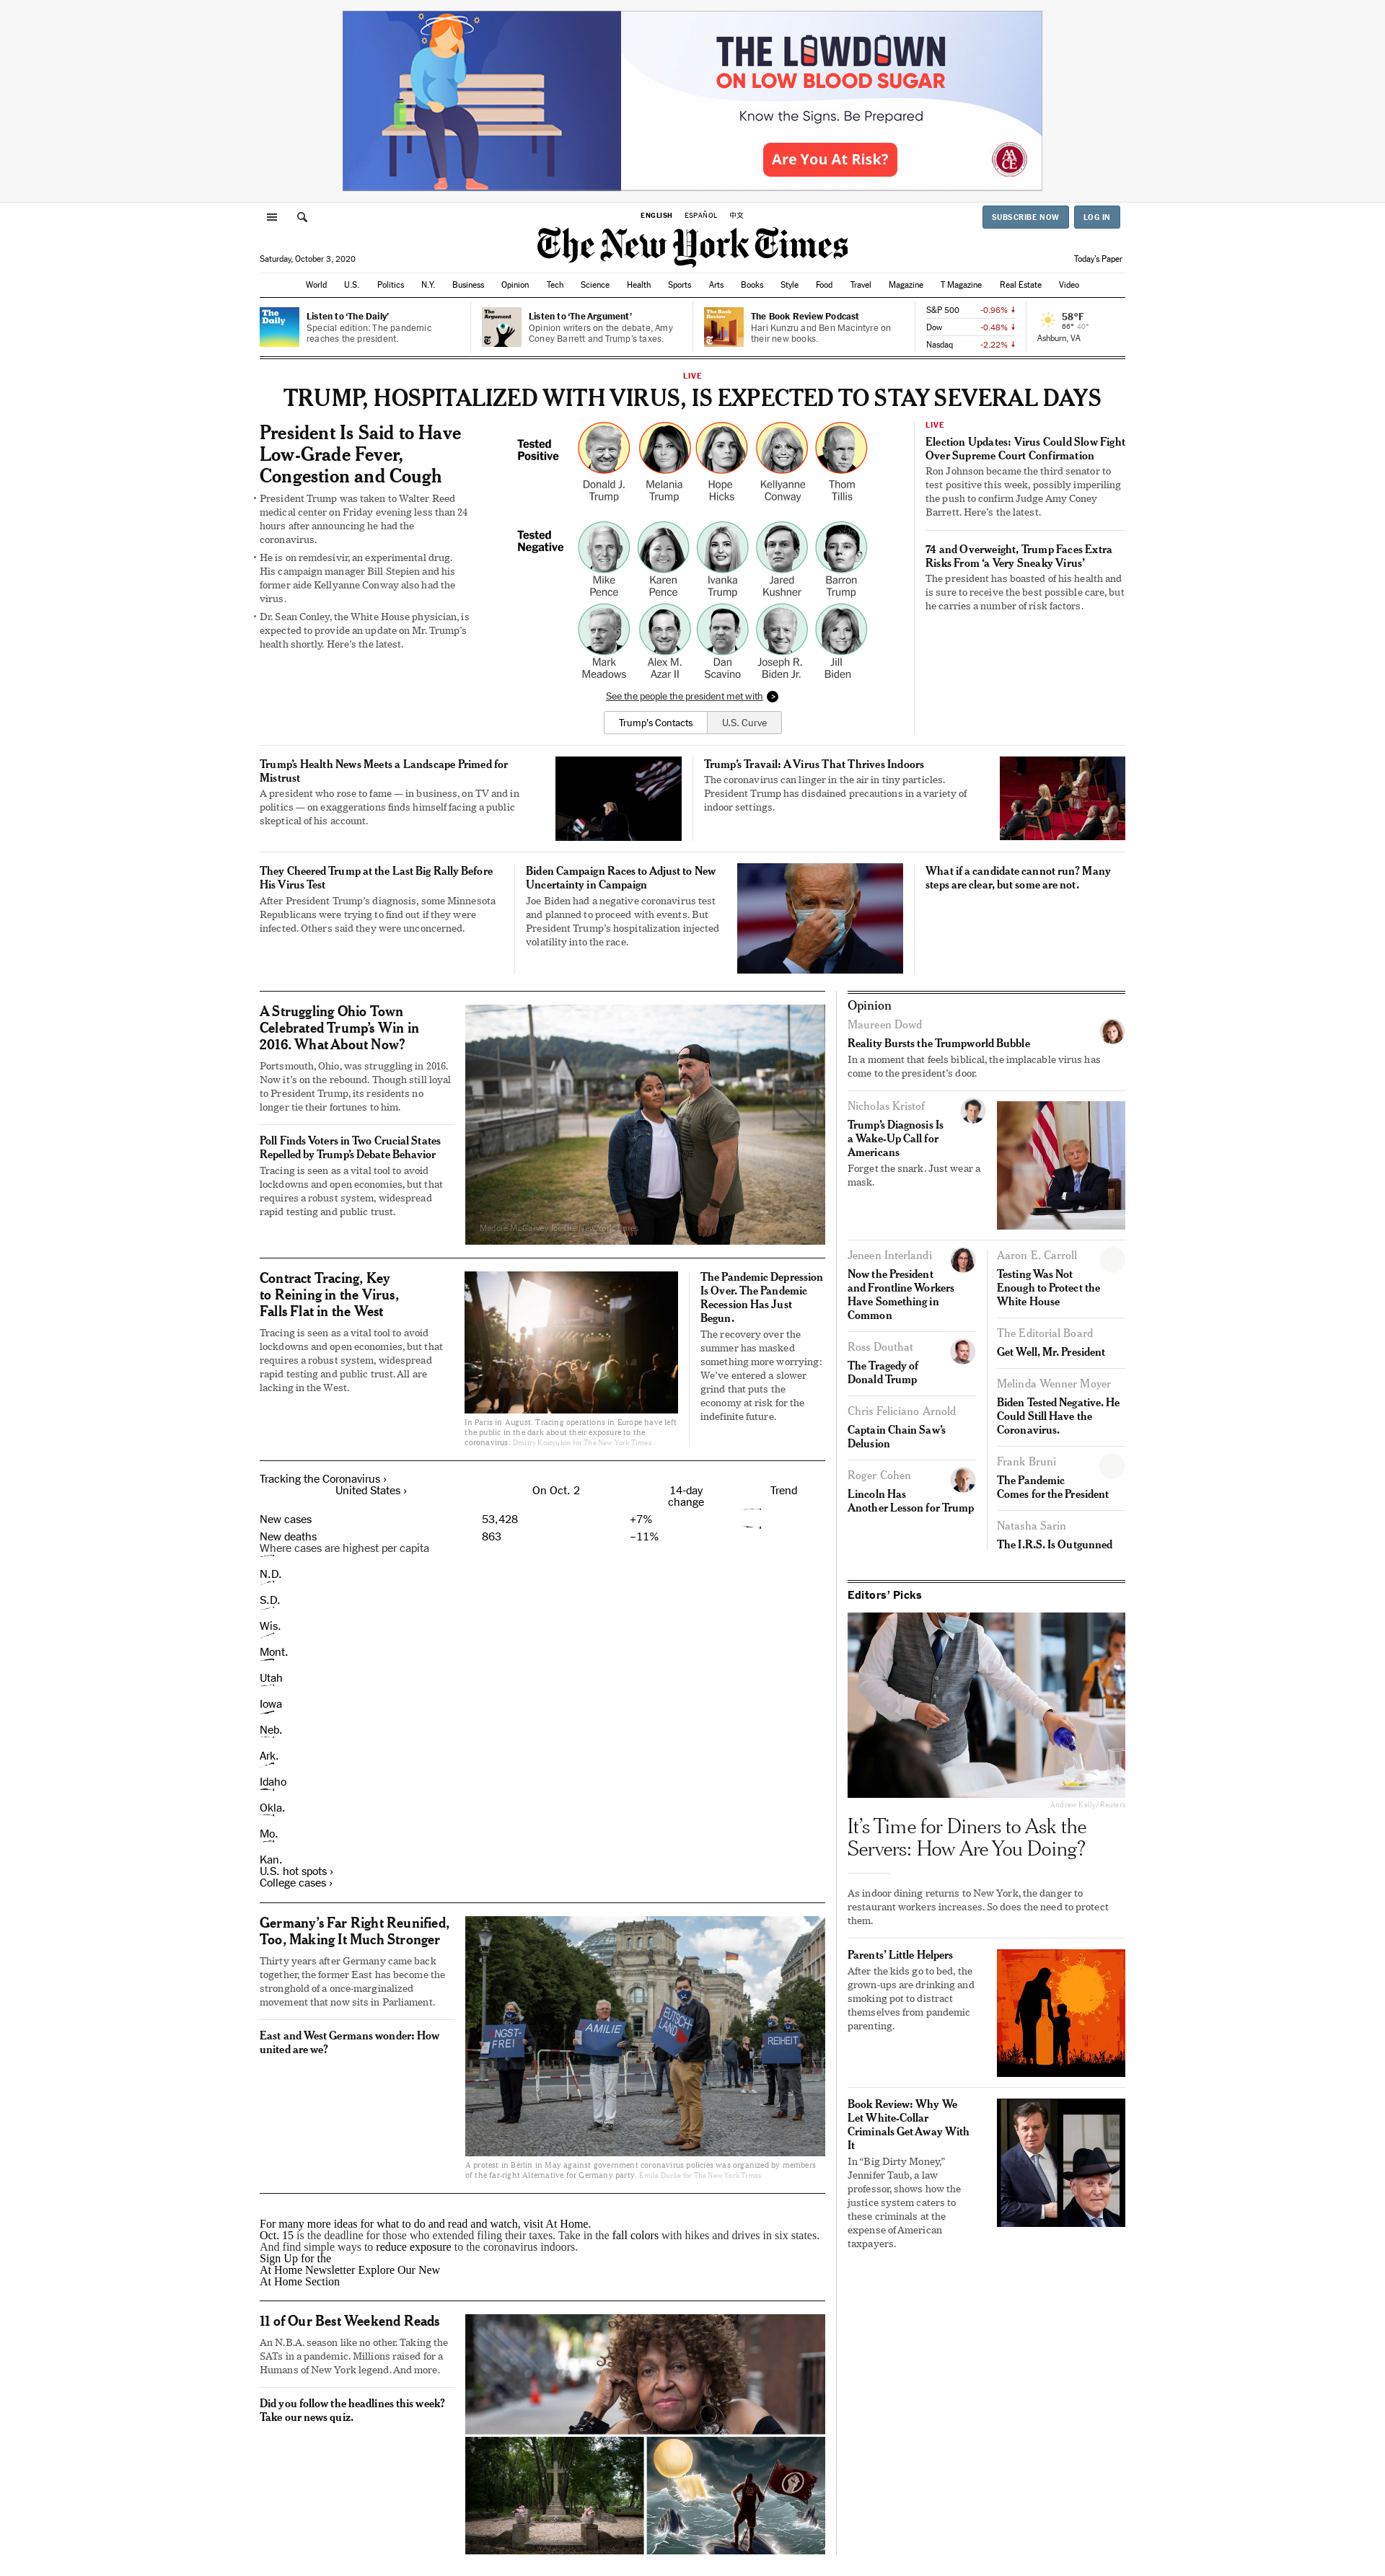 THE LOWDOWN
ON LOW BLOOD SUGAR
Know the Signs. Be Prepared
Are You At Risk?
AACE
ENGLISH ESPAÑOL 中文
SUBSCRIBE NOW LOG IN
The New York Times
Saturday, October 3, 2020
Today's Paper
World U.S. Politics N.Y. Business Opinion Tech Science Health Sports Arts Books Style Food Travel Magazine T Magazine Real Estate Video
The Daily
Listen to ‘The Daily’
Special edition: The pandemic
reaches the president.
The Argument
Listen to ‘The Argument’
Opinion writers on the debate, Amy
Coney Barrett and Trump’s taxes.
The Book Review
The Book Review Podcast
Hari Kunzru and Ben Macintyre on
their new books.
S&P 500 -0.96% ↓
Dow -0.48% ↓
Nasdaq -2.22% ↓
58°F
66° 40°
Ashburn, VA
LIVE
TRUMP, HOSPITALIZED WITH VIRUS, IS EXPECTED TO STAY SEVERAL DAYS
President Is Said to Have
Low-Grade Fever,
Congestion and Cough
• President Trump was taken to Walter Reed
medical center on Friday evening less than 24
hours after announcing he had the
coronavirus.
• He is on remdesivir, an experimental drug.
His campaign manager Bill Stepien and his
former aide Kellyanne Conway also had the
virus.
• Dr. Sean Conley, the White House physician, is
expected to provide an update on Mr. Trump’s
health shortly. Here’s the latest.
Tested
Positive
Donald J.
Trump
Melania
Trump
Hope
Hicks
Kellyanne
Conway
Thom
Tillis
Tested
Negative
Mike
Pence
Karen
Pence
Ivanka
Trump
Jared
Kushner
Barron
Trump
Mark
Meadows
Alex M.
Azar II
Dan
Scavino
Joseph R.
Biden Jr.
Jill
Biden
See the people the president met with >
Trump’s Contacts U.S. Curve
LIVE
Election Updates: Virus Could Slow Fight
Over Supreme Court Confirmation
Ron Johnson became the third senator to
test positive this week, possibly imperiling
the push to confirm Judge Amy Coney
Barrett. Here’s the latest.
74 and Overweight, Trump Faces Extra
Risks From ‘a Very Sneaky Virus’
The president has boasted of his health and
is sure to receive the best possible care, but
he carries a number of risk factors.
Trump’s Health News Meets a Landscape Primed for
Mistrust
A president who rose to fame — in business, on TV and in
politics — on exaggerations finds himself facing a public
skeptical of his account.
Trump’s Travail: A Virus That Thrives Indoors
The coronavirus can linger in the air in tiny particles.
President Trump has disdained precautions in a variety of
indoor settings.
They Cheered Trump at the Last Big Rally Before
His Virus Test
After President Trump’s diagnosis, some Minnesota
Republicans were trying to find out if they were
infected. Others said they were unconcerned.
Biden Campaign Races to Adjust to New
Uncertainty in Campaign
Joe Biden had a negative coronavirus test
and planned to proceed with events. But
President Trump’s hospitalization injected
volatility into the race.
What if a candidate cannot run? Many
steps are clear, but some are not.
A Struggling Ohio Town
Celebrated Trump’s Win in
2016. What About Now?
Portsmouth, Ohio, was struggling in 2016.
Now it’s on the rebound. Though still loyal
to President Trump, its residents no
longer tie their fortunes to him.
Poll Finds Voters in Two Crucial States
Repelled by Trump’s Debate Behavior
Tracing is seen as a vital tool to avoid
lockdowns and open economies, but that
requires a robust system, widespread
rapid testing and public trust.
Maddie McGarvey for The New York Times
Contract Tracing, Key
to Reining in the Virus,
Falls Flat in the West
Tracing is seen as a vital tool to avoid
lockdowns and open economies, but that
requires a robust system, widespread
rapid testing and public trust. All are
lacking in the West.
In Paris in August. Tracing operations in Europe have left
the public in the dark about their exposure to the
coronavirus. Dmitry Kostyukov for The New York Times
The Pandemic Depression
Is Over. The Pandemic
Recession Has Just
Begun.
The recovery over the
summer has masked
something more worrying:
We’ve entered a slower
grind that puts the
economy at risk for the
indefinite future.
Tracking the Coronavirus ›
United States › On Oct. 2 14-day
change Trend
New cases 53,428 +7%
New deaths 863 –11%
Where cases are highest per capita
N.D.
S.D.
Wis.
Mont.
Utah
Iowa
Neb.
Ark.
Idaho
Okla.
Mo.
Kan.
U.S. hot spots ›
College cases ›
Germany’s Far Right Reunified,
Too, Making It Much Stronger
Thirty years after Germany came back
together, the former East has become the
stronghold of a once-marginalized
movement that now sits in Parliament.
East and West Germans wonder: How
united are we?
NGST-
FREI
AMILIE
EUTSCH-
LAND
REIHEIT
A protest in Berlin in May against government coronavirus policies was organized by members
of the far-right Alternative for Germany party. Emile Ducke for The New York Times
For many more ideas for what to do and read and watch, visit At Home.
Oct. 15 is the deadline for those who extended filing their taxes. Take in the fall colors with hikes and drives in six states.
And find simple ways to reduce exposure to the coronavirus indoors.
Sign Up for the
At Home Newsletter Explore Our New
At Home Section
11 of Our Best Weekend Reads
An N.B.A. season like no other. Taking the
SATs in a pandemic. Millions raised for a
Humans of New York legend. And more.
Did you follow the headlines this week?
Take our news quiz.
Opinion
Maureen Dowd
Reality Bursts the Trumpworld Bubble
In a moment that feels biblical, the implacable virus has
come to the president’s door.
Nicholas Kristof
Trump’s Diagnosis Is
a Wake-Up Call for
Americans
Forget the snark. Just wear a
mask.
Jeneen Interlandi
Now the President
and Frontline Workers
Have Something in
Common
Ross Douthat
The Tragedy of
Donald Trump
Chris Feliciano Arnold
Captain Chain Saw’s
Delusion
Roger Cohen
Lincoln Has
Another Lesson for Trump
Aaron E. Carroll
Testing Was Not
Enough to Protect the
White House
The Editorial Board
Get Well, Mr. President
Melinda Wenner Moyer
Biden Tested Negative. He
Could Still Have the
Coronavirus.
Frank Bruni
The Pandemic
Comes for the President
Natasha Sarin
The I.R.S. Is Outgunned
Editors’ Picks
Andrew Kelly/Reuters
It’s Time for Diners to Ask the
Servers: How Are You Doing?
As indoor dining returns to New York, the danger to
restaurant workers increases. So does the need to protect
them.
Parents’ Little Helpers
After the kids go to bed, the
grown-ups are drinking and
smoking pot to distract
themselves from pandemic
parenting.
Book Review: Why We
Let White-Collar
Criminals Get Away With
It
In “Big Dirty Money,”
Jennifer Taub, a law
professor, shows how the
justice system caters to
these criminals at the
expense of American
taxpayers.